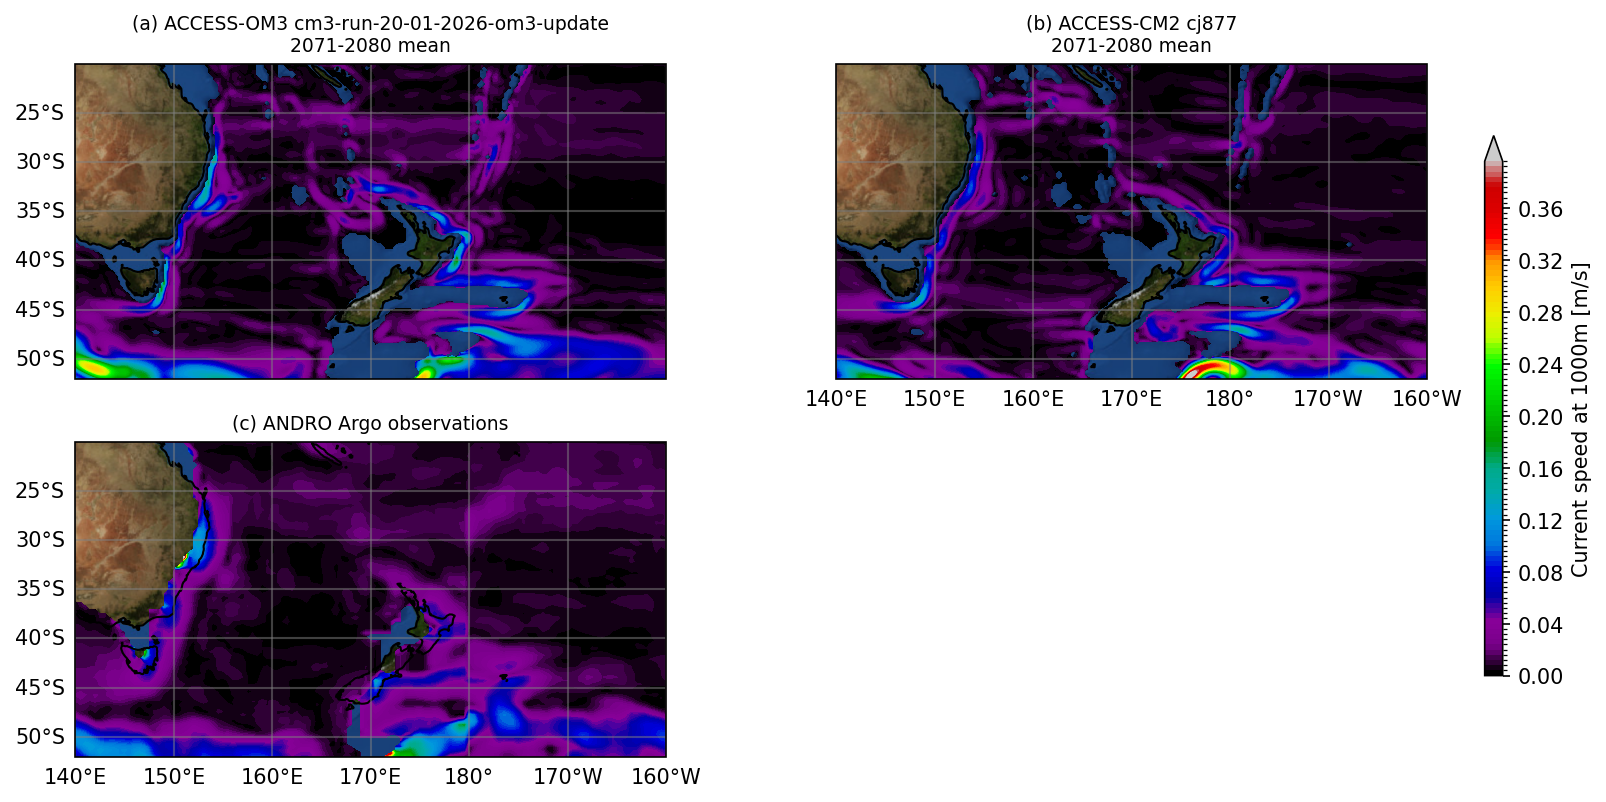 (a) ACCESS-OM3 cm3-run-20-01-2026-om3-update
2071-2080 mean
(b) ACCESS-CM2 cj877
2071-2080 mean
25°S
30°S
35°S
40°S
45°S
50°S
140°E 150°E 160°E 170°E 180° 170°W 160°W
(c) ANDRO Argo observations
25°S
30°S
35°S
40°S
45°S
50°S
140°E 150°E 160°E 170°E 180° 170°W 160°W
0.36
0.32
0.28
0.24
0.20
0.16
0.12
0.08
0.04
0.00
Current speed at 1000m [m/s]